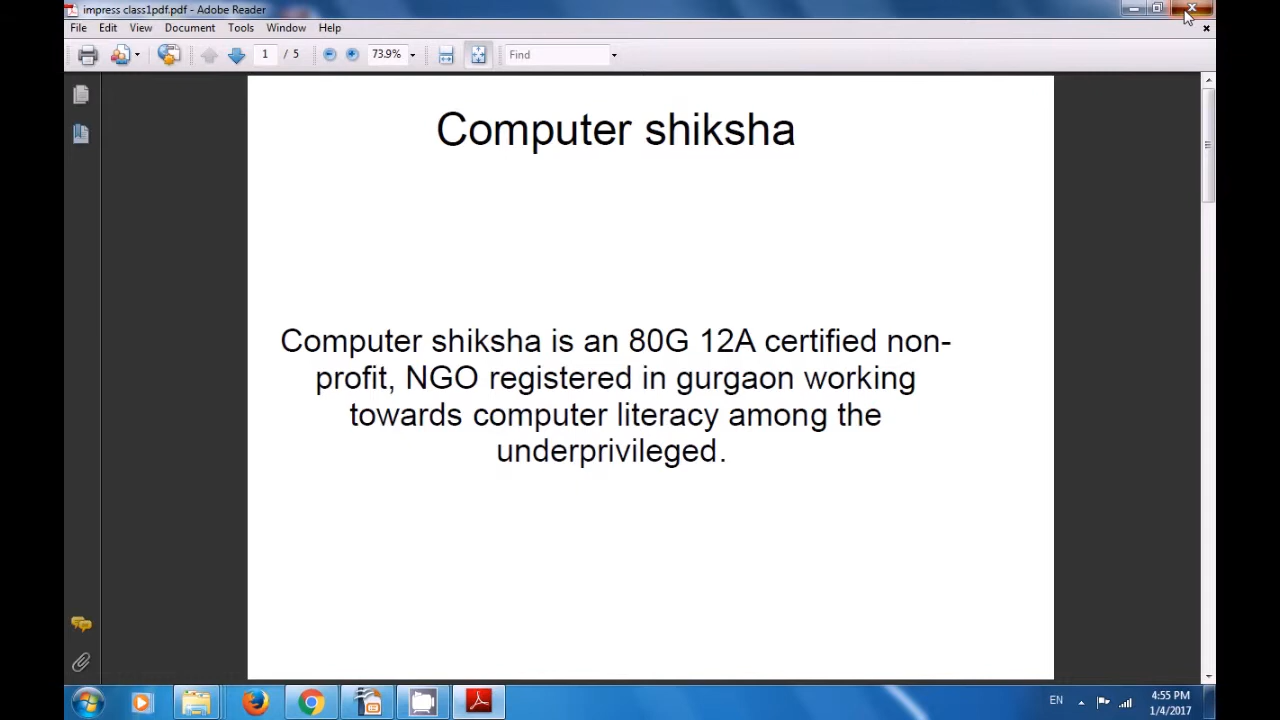 impress class1pdf.pdf - Adobe Reader
File Edit View Document Tools Window Help
1 / 5 73.9% Find
Computer shiksha
Computer shiksha is an 80G 12A certified non-
profit, NGO registered in gurgaon working
towards computer literacy among the
underprivileged.
EN 4:55 PM
1/4/2017